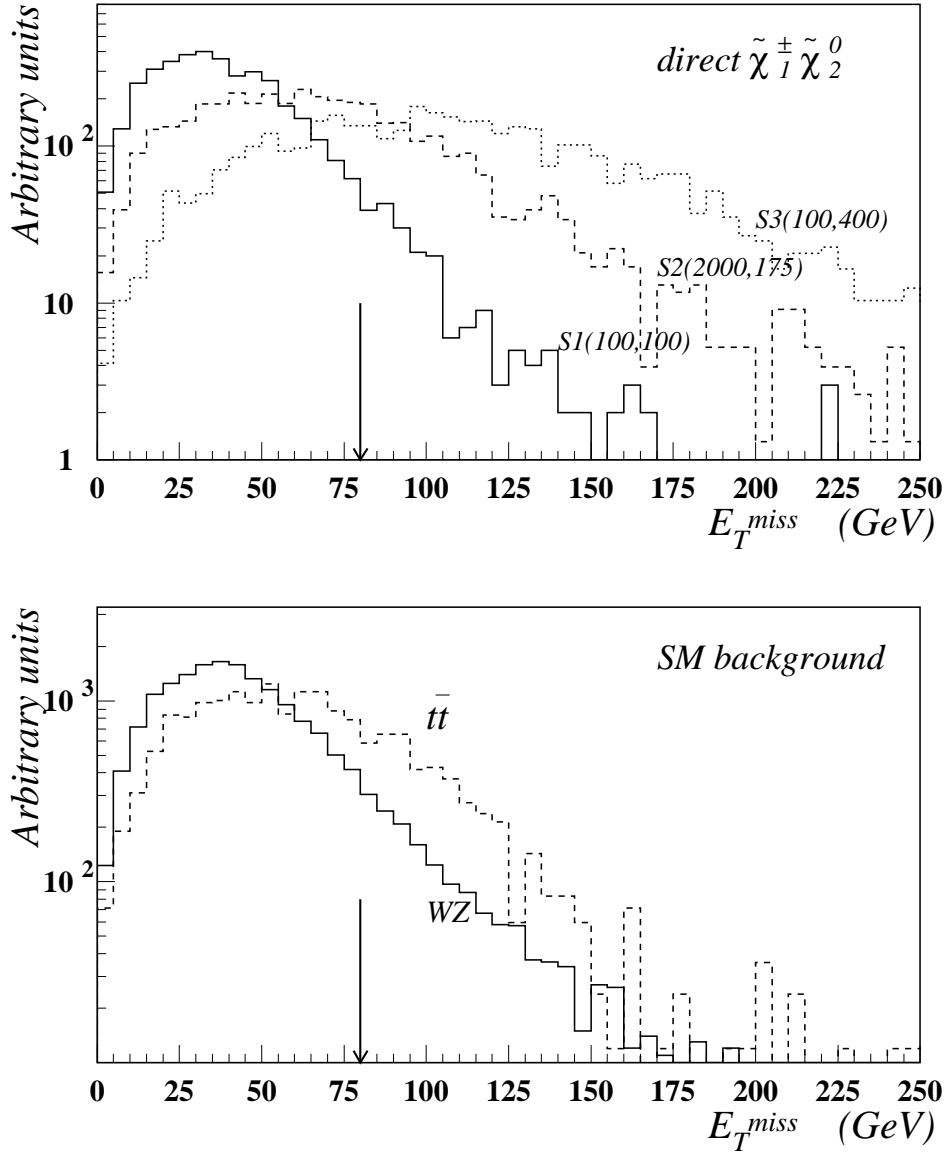 Arbitrary units
direct χ̃₁± χ̃₂⁰
10²
10
1
S3(100,400)
S2(2000,175)
S1(100,100)
0 25 50 75 100 125 150 175 200 225 250
E_T^miss (GeV)
Arbitrary units
SM background
10³
10²
tt̄
WZ
0 25 50 75 100 125 150 175 200 225 250
E_T^miss (GeV)